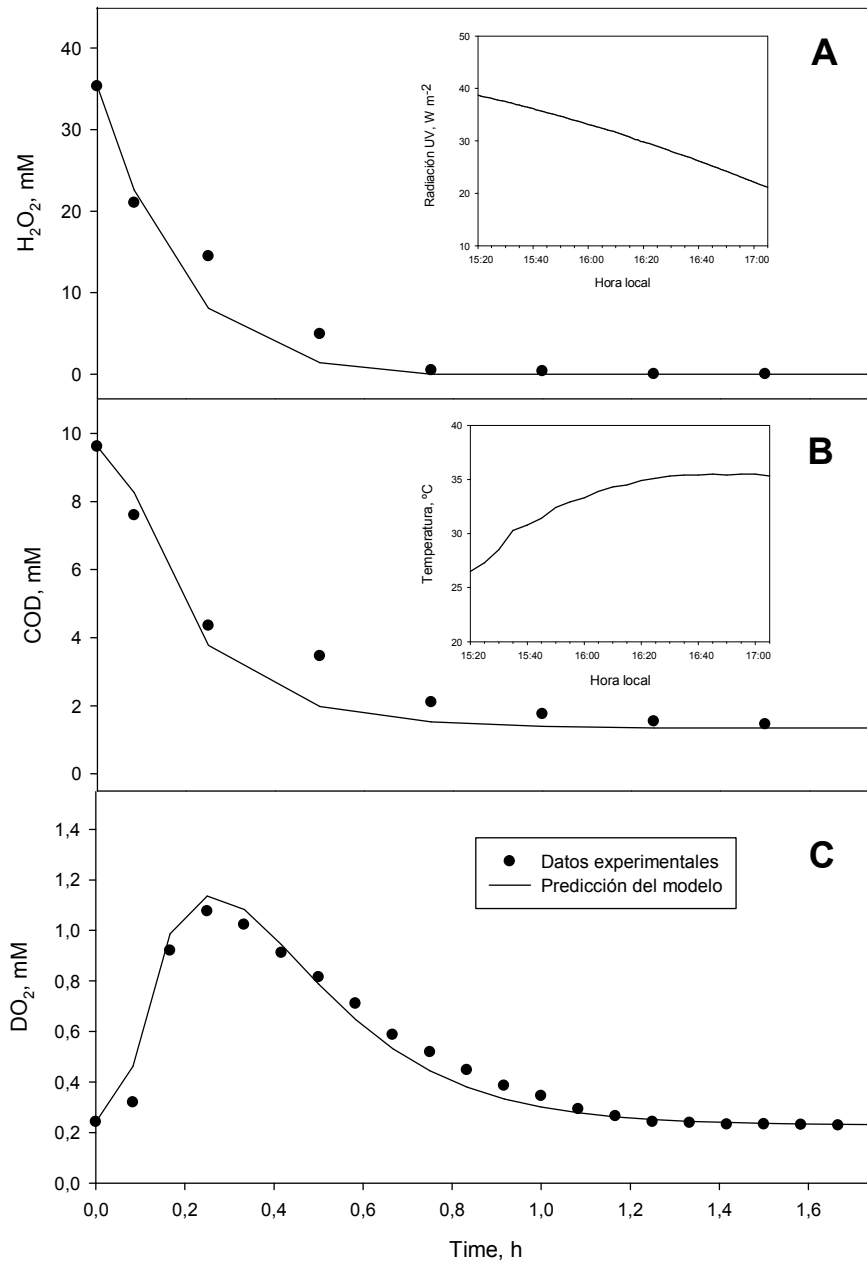 A
H₂O₂, mM
40
30
20
10
0
Radiación UV, W m⁻²
50
40
30
20
10
15:20 15:40 16:00 16:20 16:40 17:00
Hora local
B
COD, mM
10
8
6
4
2
0
Temperatura, ºC
40
35
30
25
20
15:20 15:40 16:00 16:20 16:40 17:00
Hora local
C
DO₂, mM
1,4
1,2
1,0
0,8
0,6
0,4
0,2
0,0
Datos experimentales
Predicción del modelo
0,0 0,2 0,4 0,6 0,8 1,0 1,2 1,4 1,6
Time, h